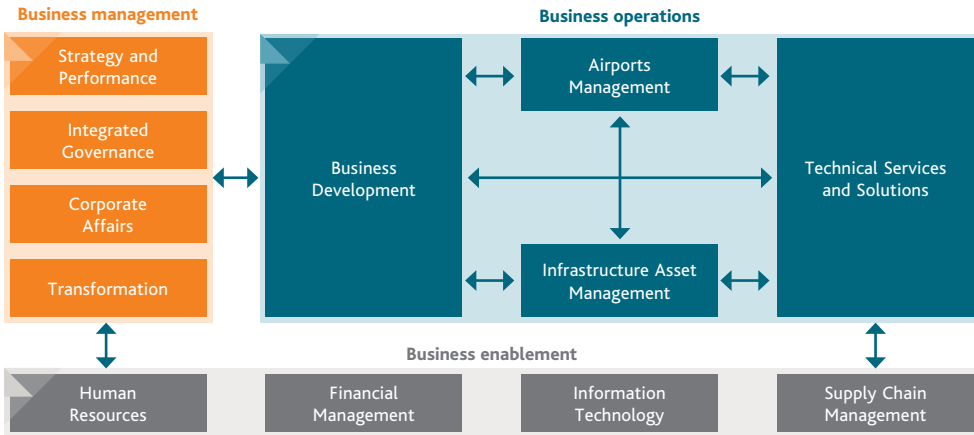 Business management
Strategy and
Performance
Integrated
Governance
Corporate
Affairs
Transformation
Business operations
Business
Development
Airports
Management
Infrastructure Asset
Management
Technical Services
and Solutions
Business enablement
Human
Resources
Financial
Management
Information
Technology
Supply Chain
Management